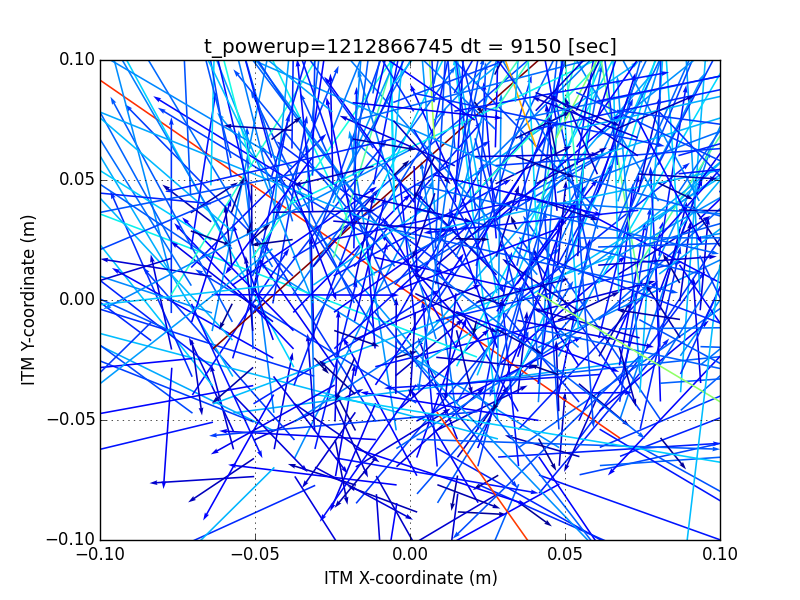 t_powerup=1212866745 dt = 9150 [sec]
0.10
0.05
0.00
−0.05
−0.10
ITM Y-coordinate (m)
−0.10 −0.05 0.00 0.05 0.10
ITM X-coordinate (m)